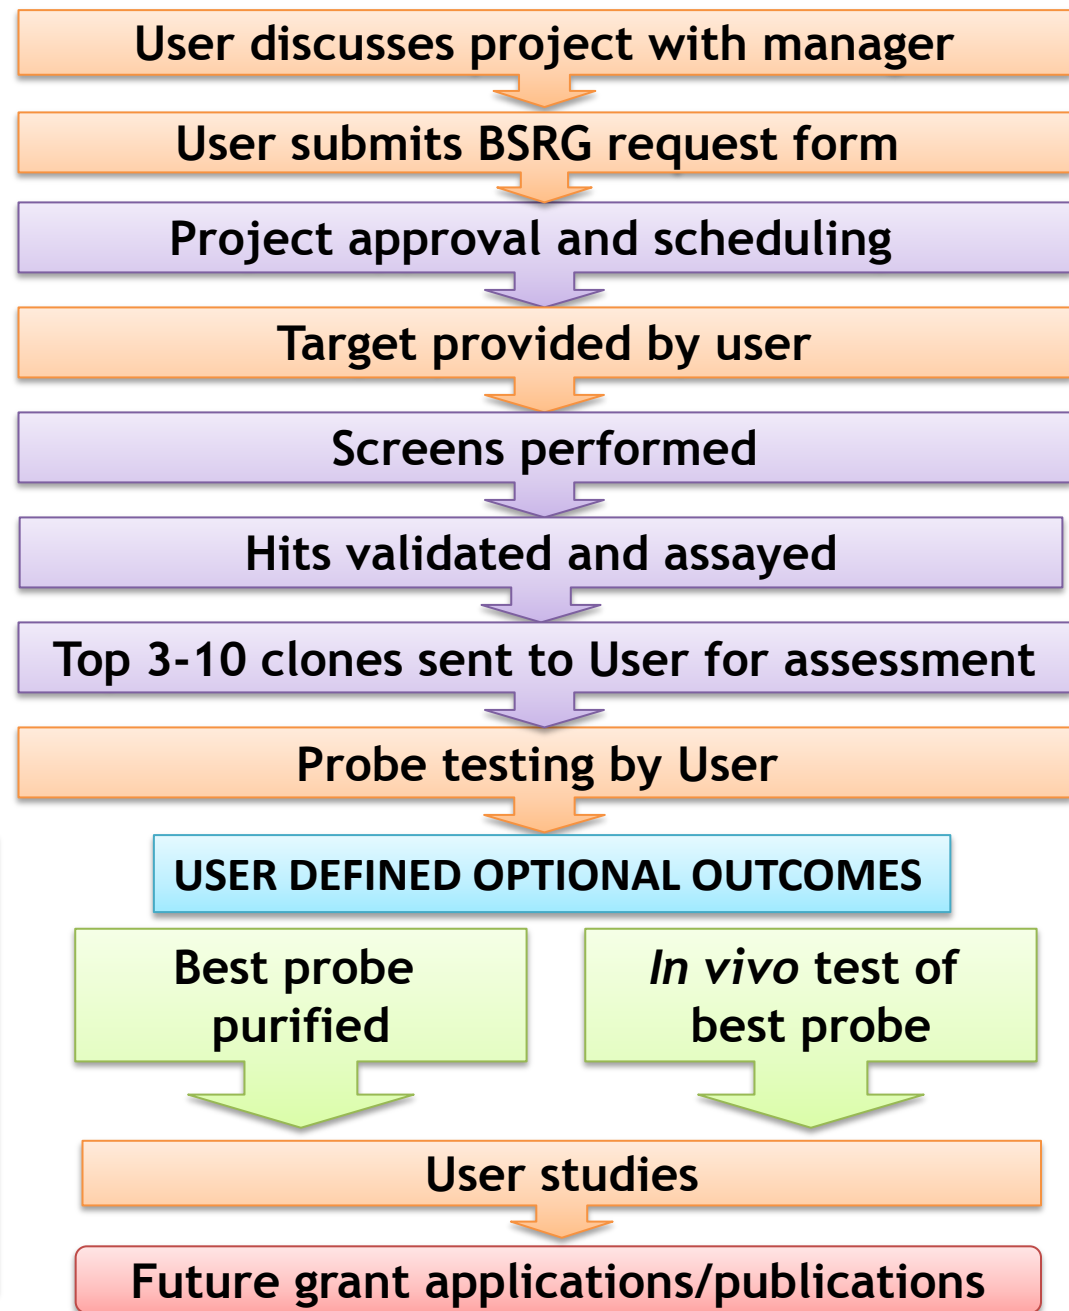 User discusses project with manager
User submits BSRG request form
Project approval and scheduling
Target provided by user
Screens performed
Hits validated and assayed
Top 3-10 clones sent to User for assessment
Probe testing by User
USER DEFINED OPTIONAL OUTCOMES
Best probe
purified
In vivo test of
best probe
User studies
Future grant applications/publications